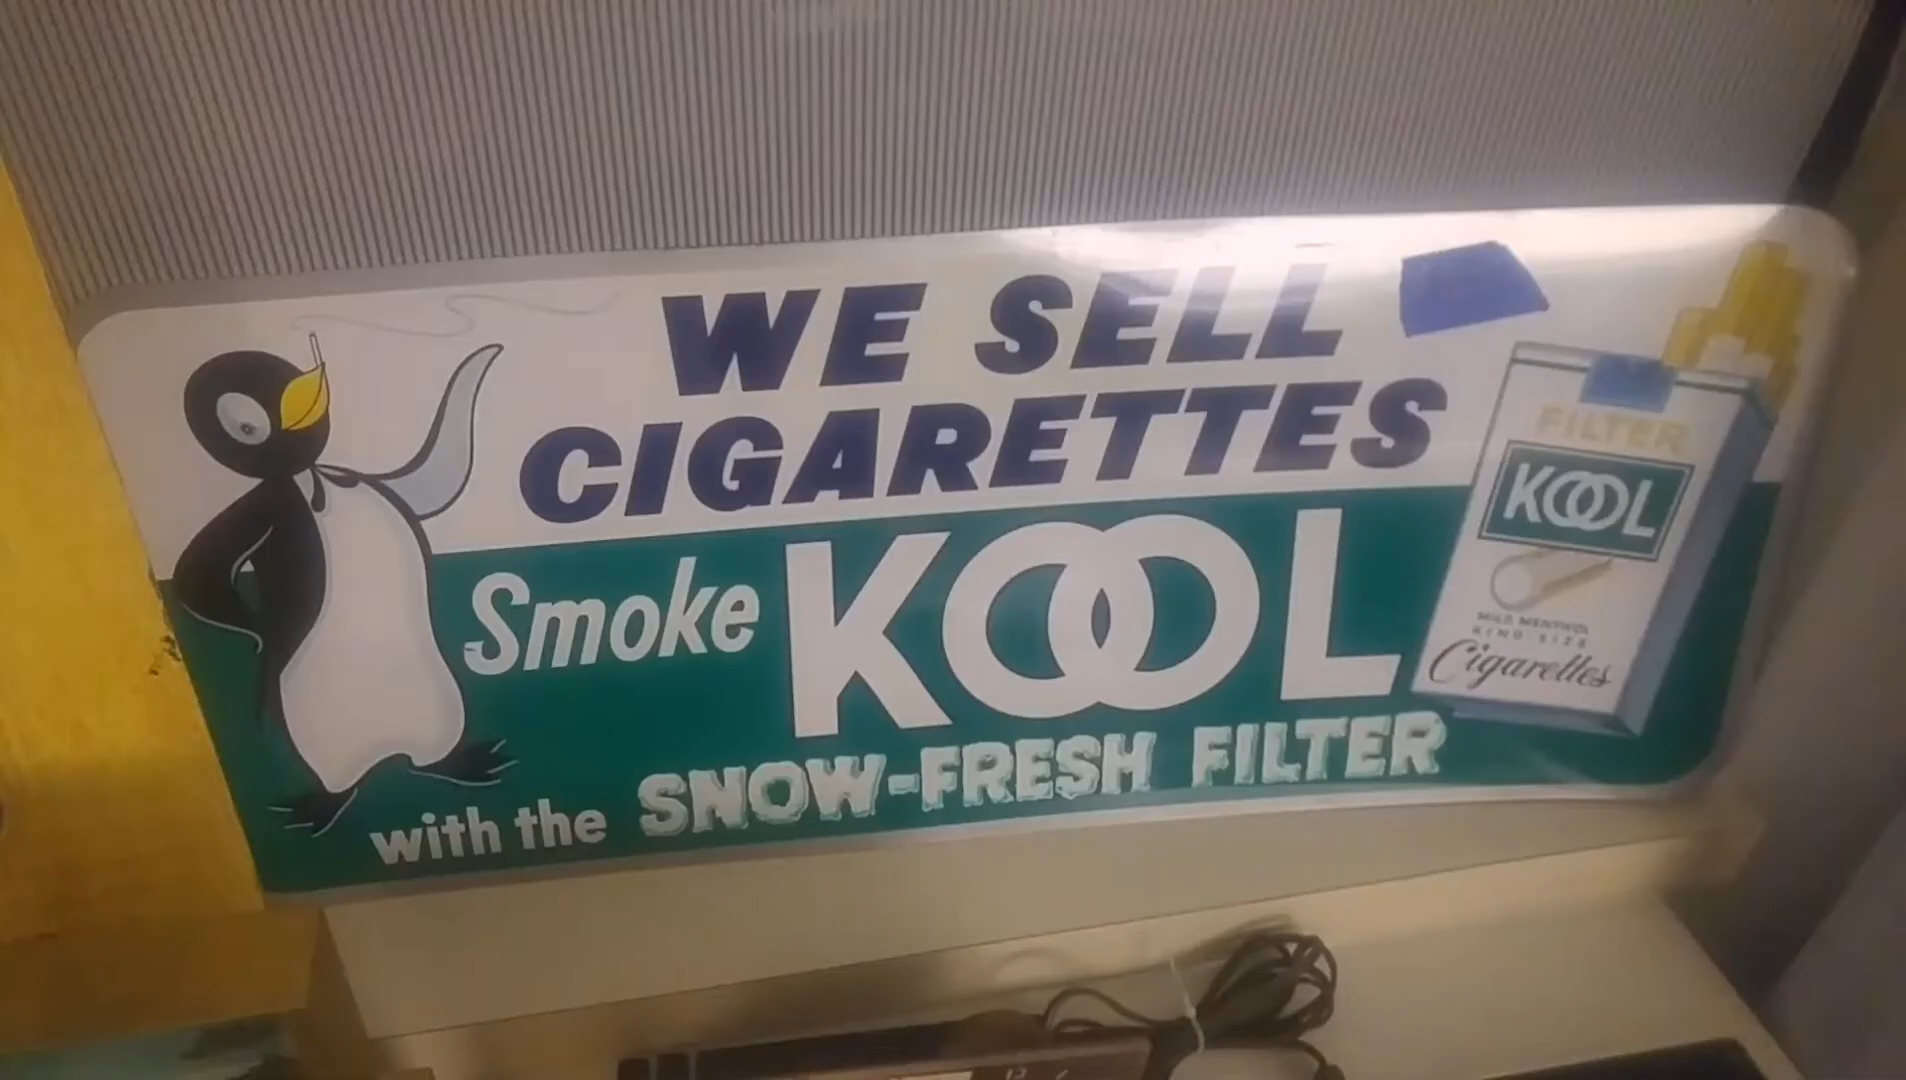 WE SELL
CIGARETTES
Smoke KOOL
with the SNOW-FRESH FILTER
FILTER
KOOL
MILD MENTHOL
KING SIZE
Cigarettes